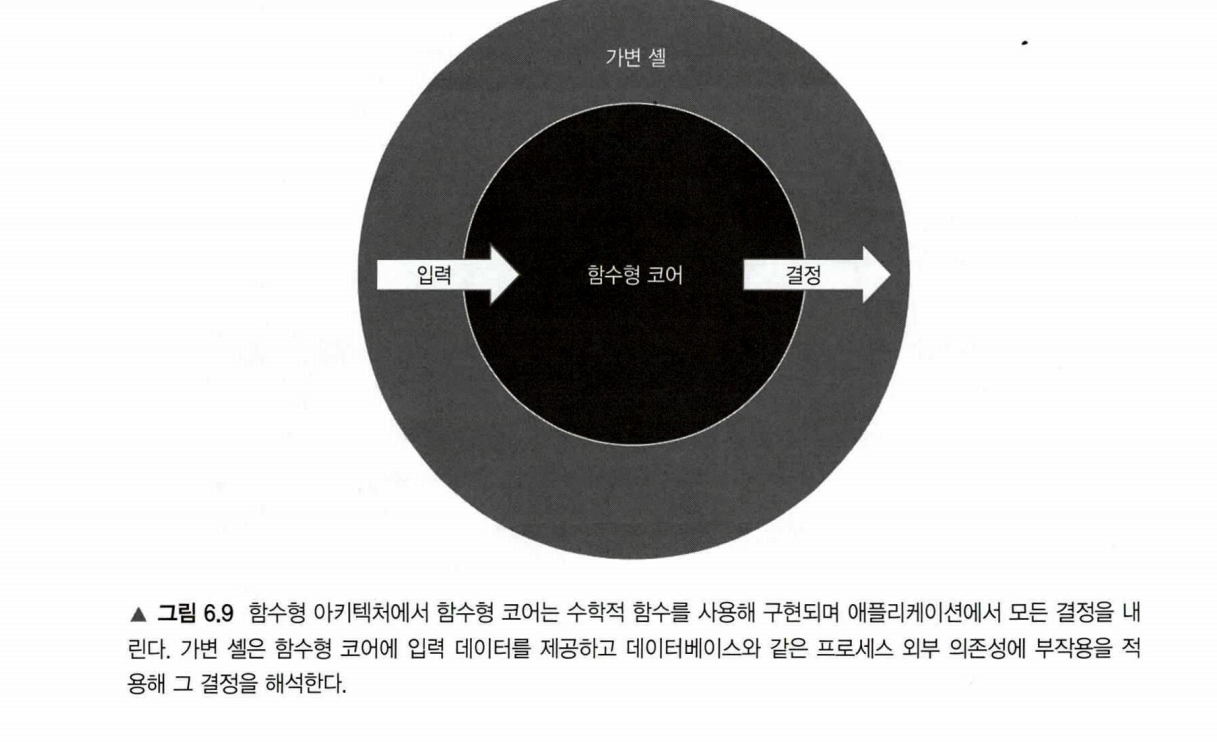 가변 셸
입력
함수형 코어
결정
▲ 그림 6.9 함수형 아키텍처에서 함수형 코어는 수학적 함수를 사용해 구현되며 애플리케이션에서 모든 결정을 내
린다. 가변 셸은 함수형 코어에 입력 데이터를 제공하고 데이터베이스와 같은 프로세스 외부 의존성에 부작용을 적
용해 그 결정을 해석한다.